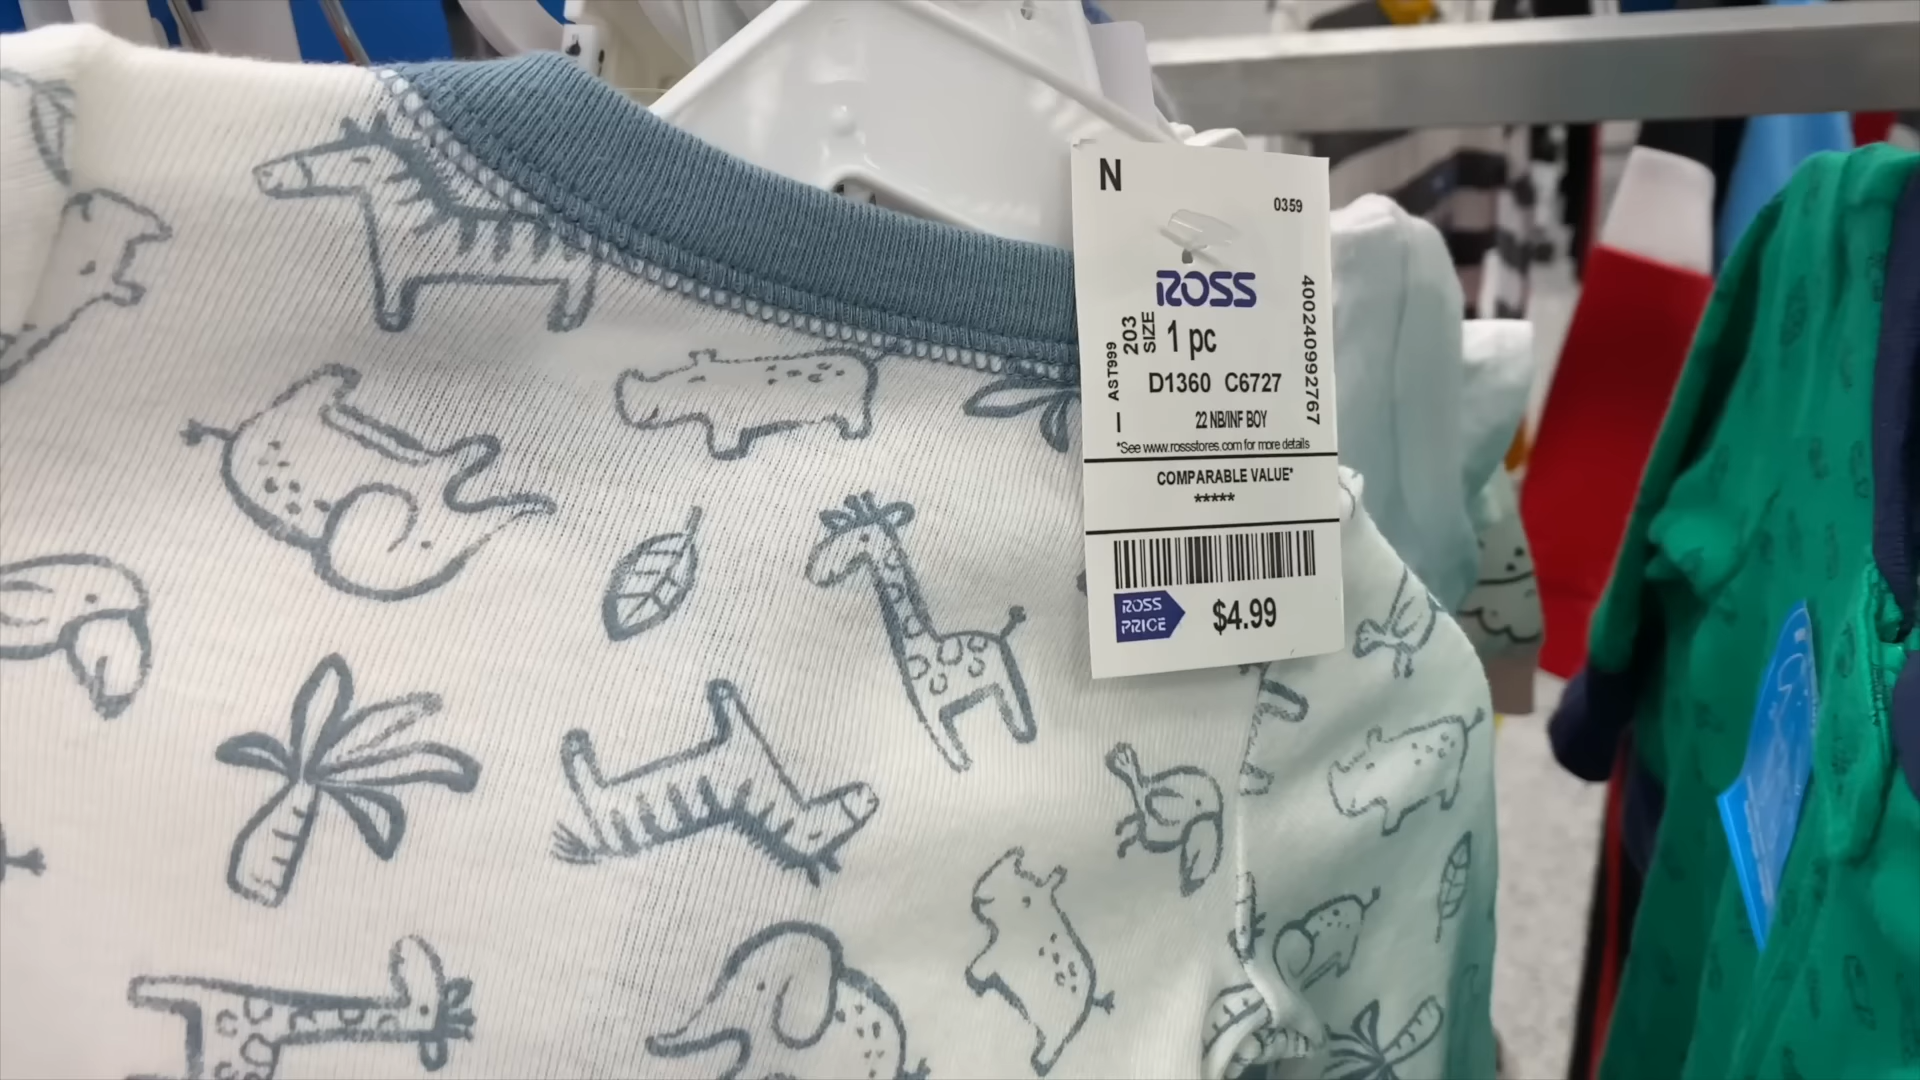 N
0359
ROSS
AST999
203
SIZE
1 pc
400240992767
D1360 C6727
I
22 NB/INF BOY
*See www.rossstores.com for more details
COMPARABLE VALUE*
*****
ROSS
PRICE
$4.99